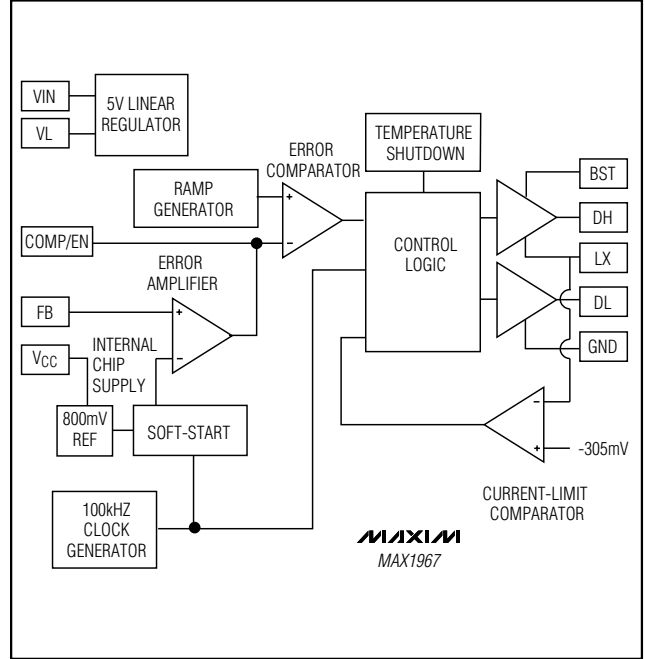 VIN
VL
5V LINEAR
REGULATOR
TEMPERATURE
SHUTDOWN
ERROR
COMPARATOR
RAMP
GENERATOR
+
−
BST
DH
LX
DL
GND
COMP/EN
CONTROL
LOGIC
ERROR
AMPLIFIER
FB
+
−
VCC
INTERNAL
CHIP
SUPPLY
800mV
REF
SOFT-START
−
+
-305mV
CURRENT-LIMIT
COMPARATOR
100kHZ
CLOCK
GENERATOR
MAXIM
MAX1967